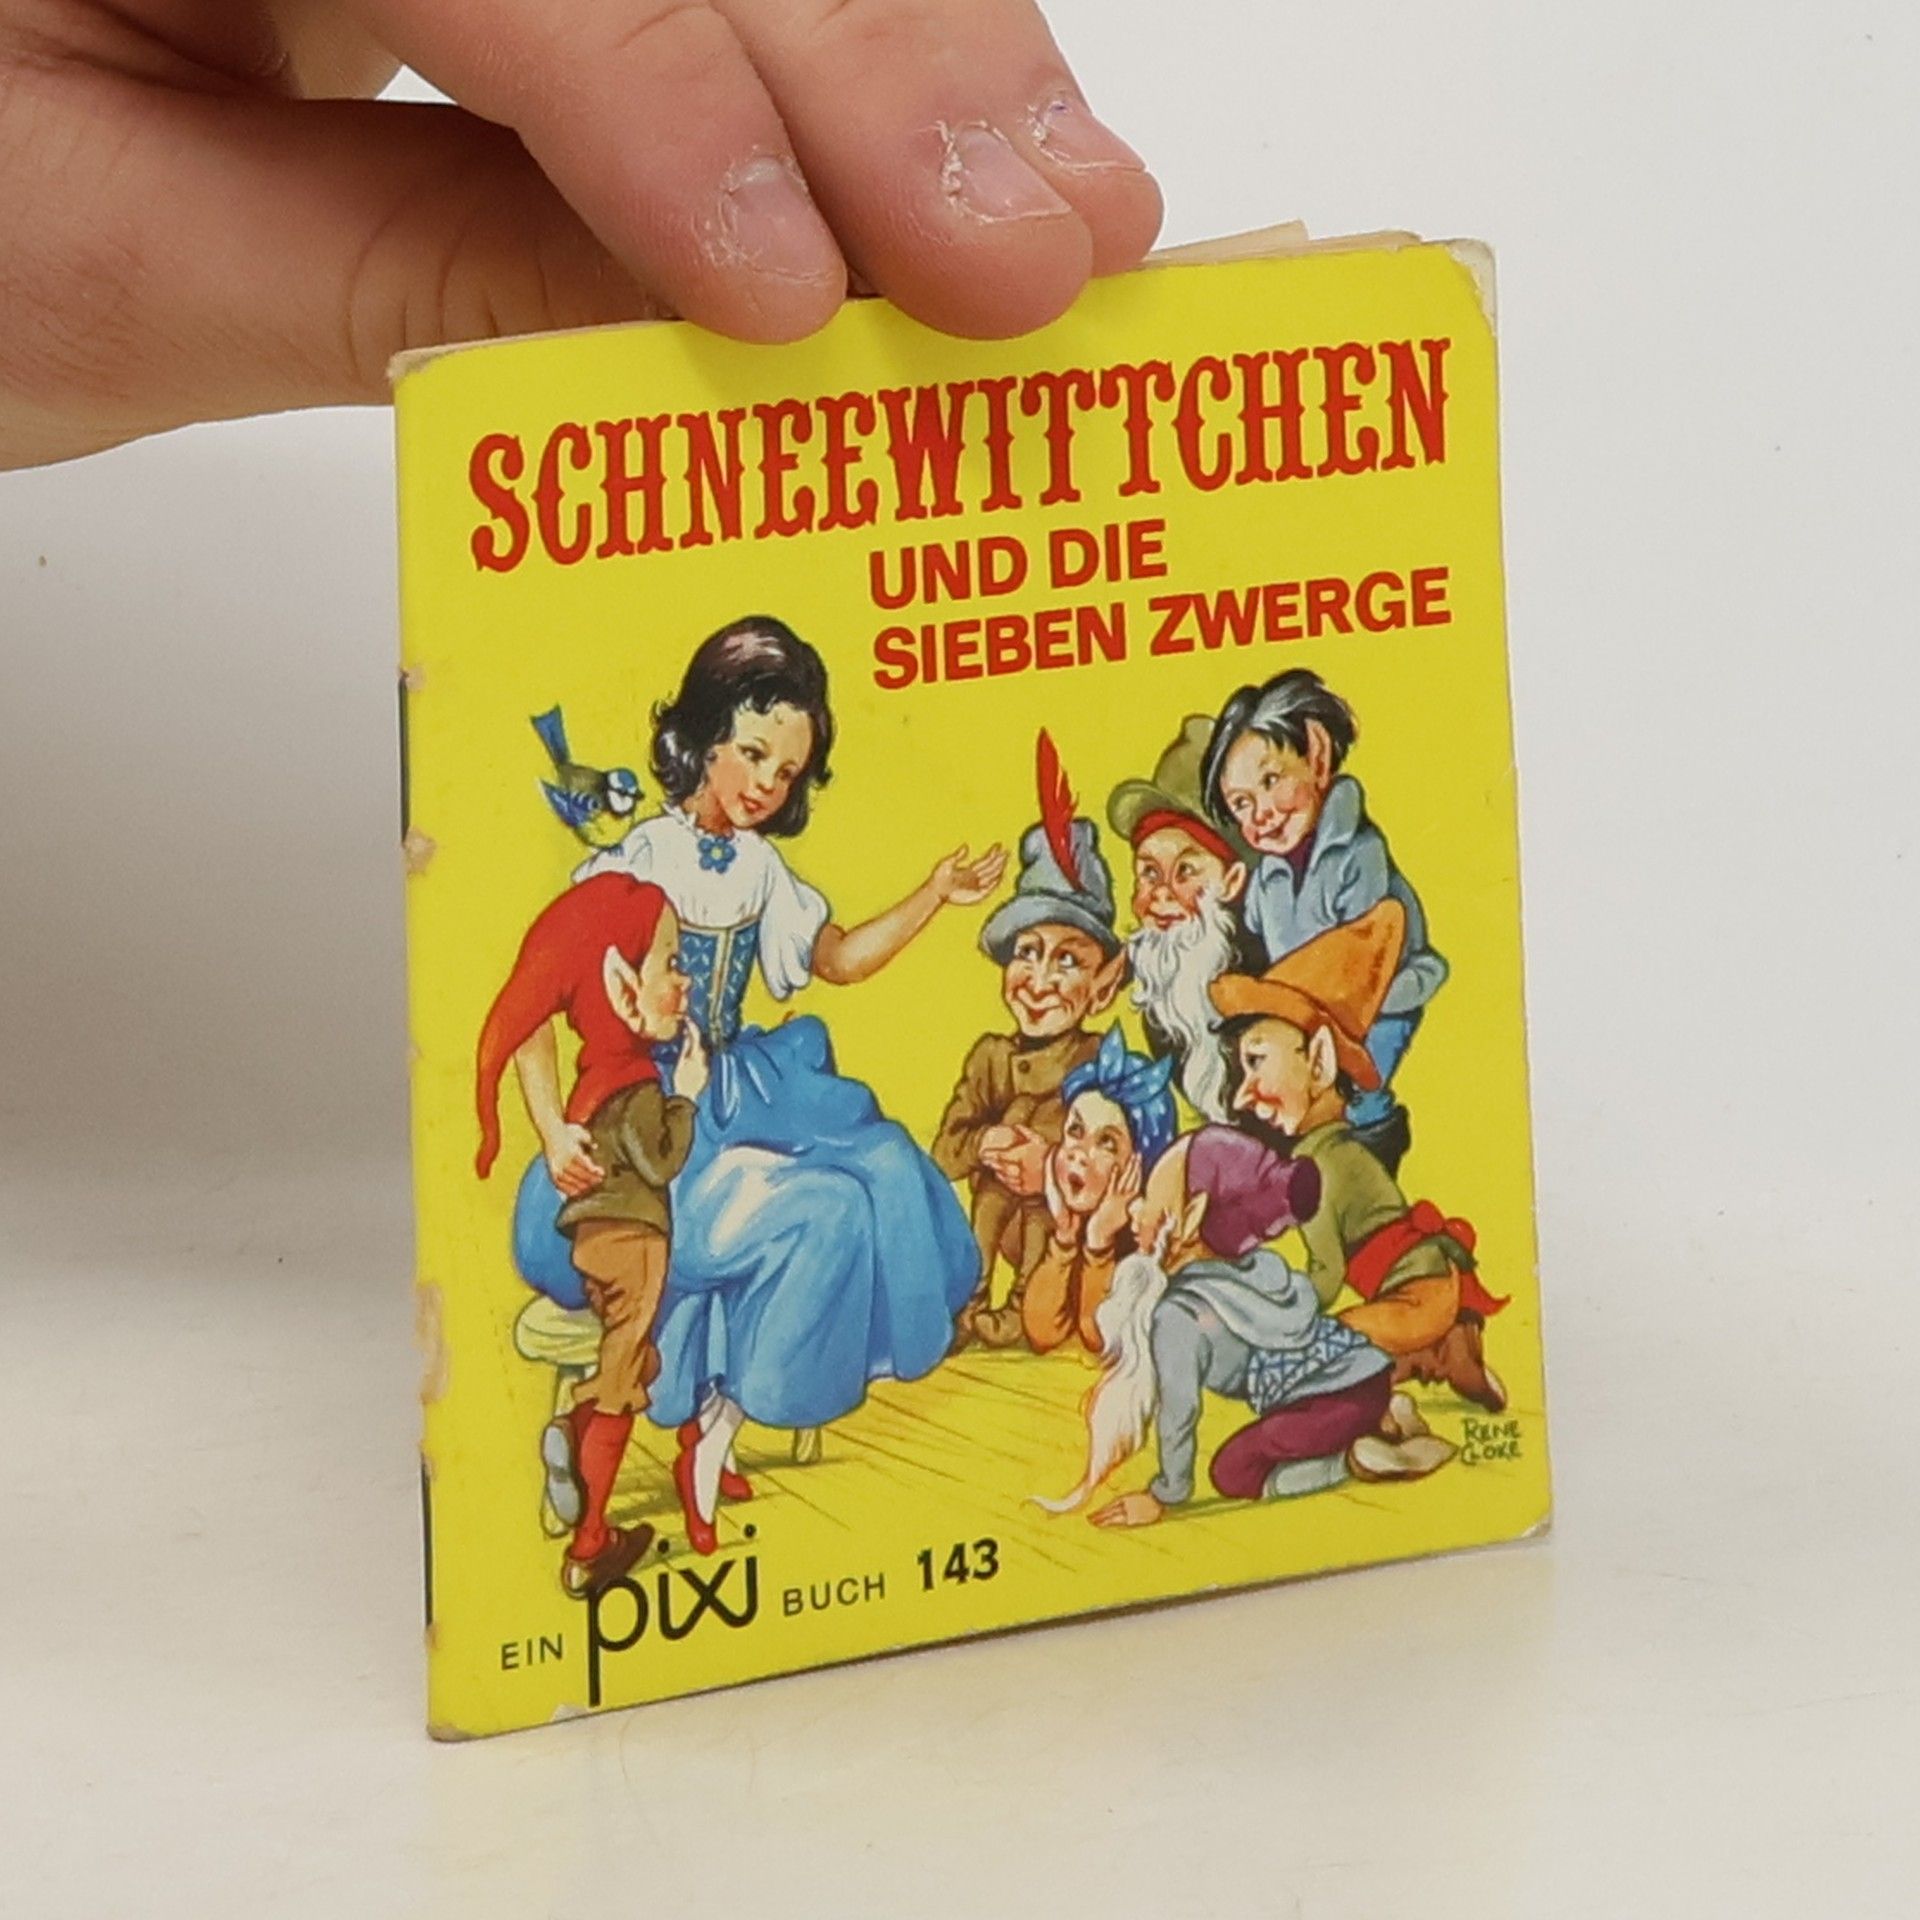 SCHNEEWITTCHEN
UND DIE
SIEBEN ZWERGE
RENE
CLOKE
EIN pixi BUCH 143